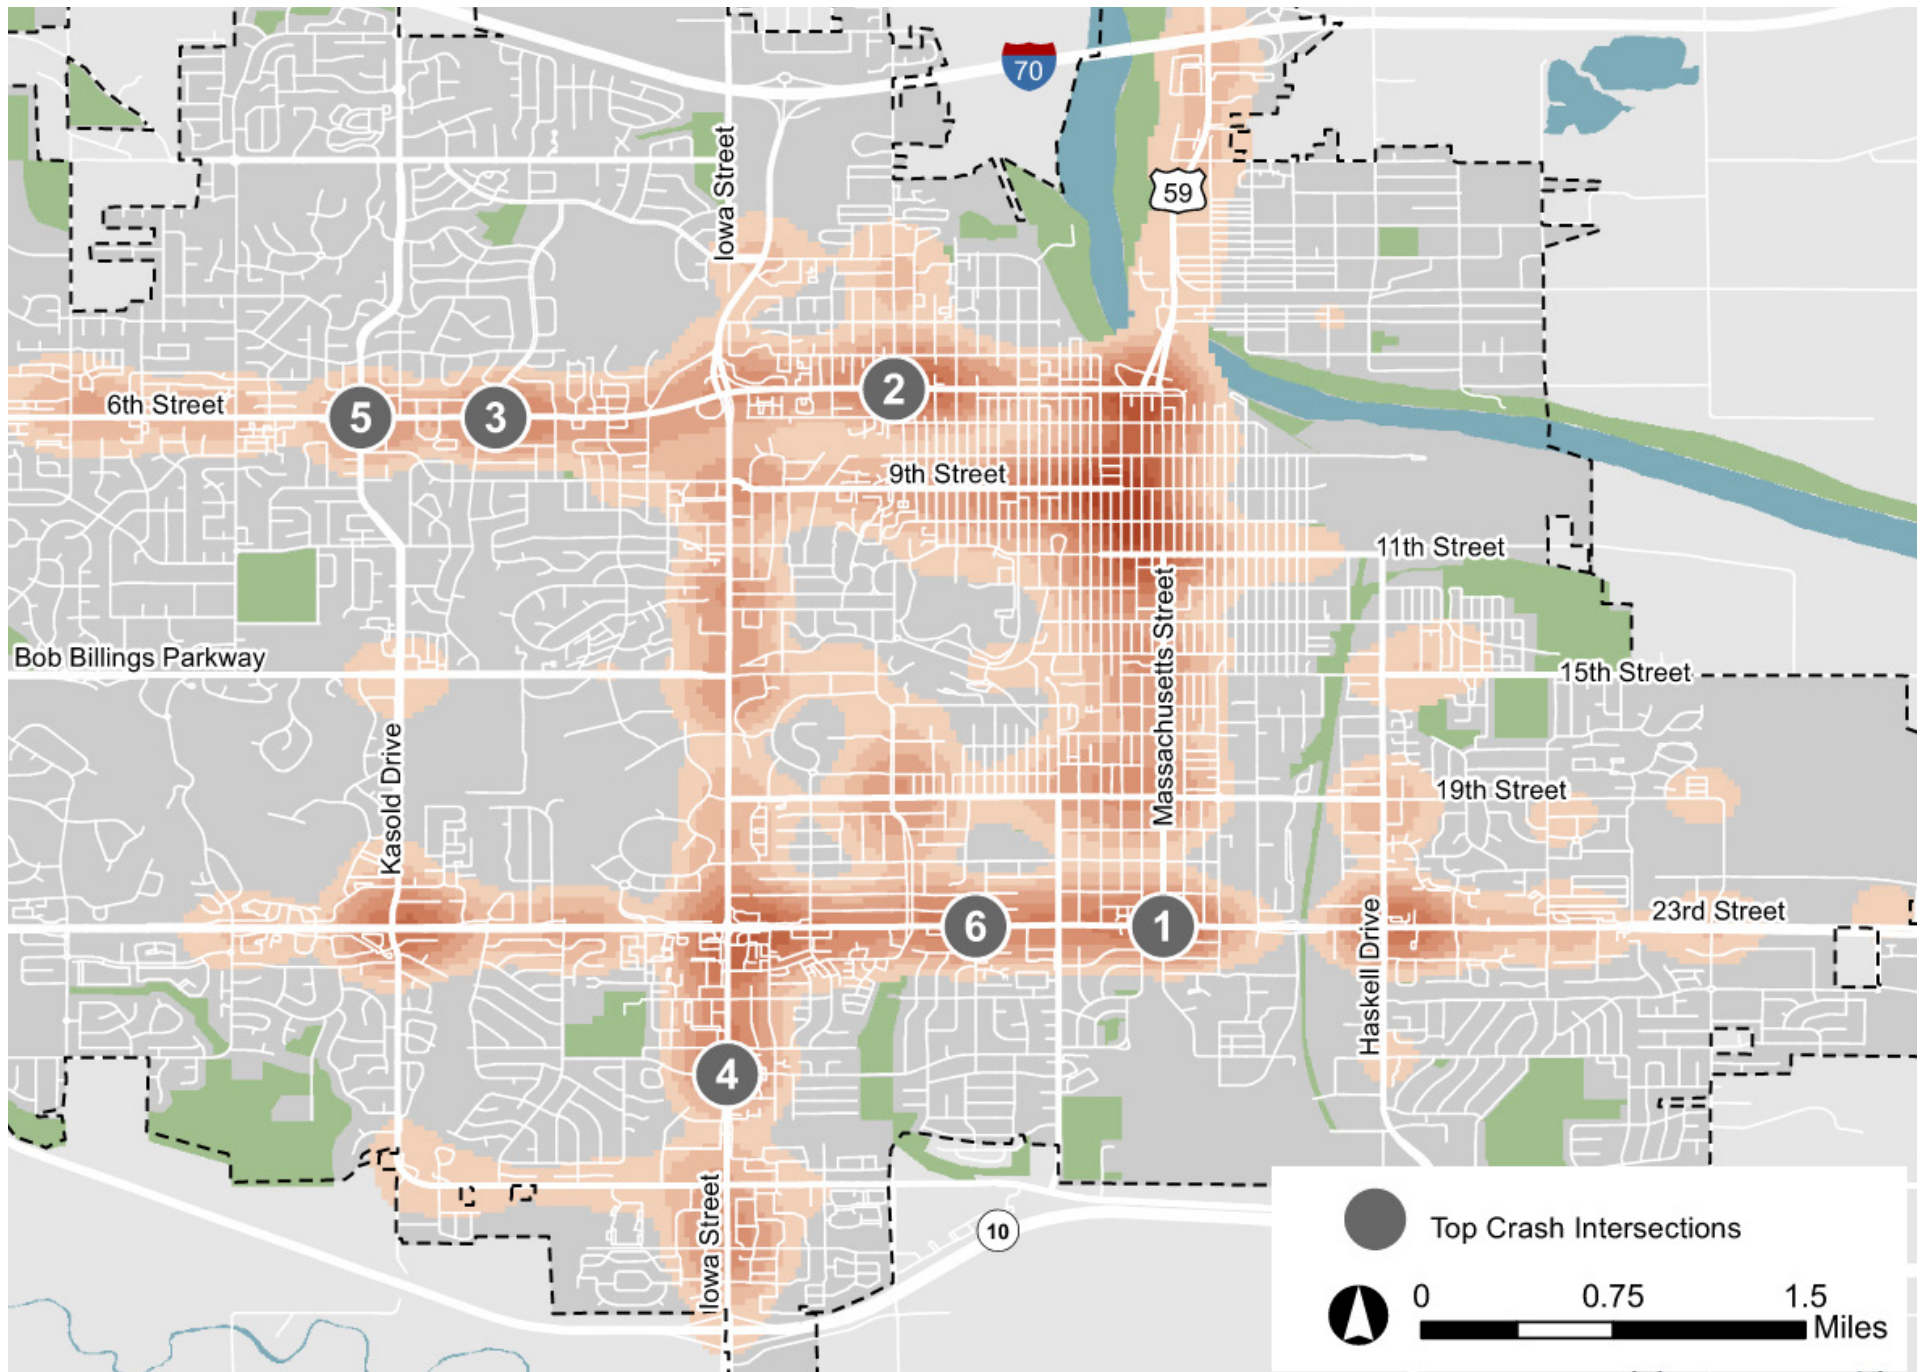 70
Iowa Street
59
2
6th Street
5
3
9th Street
11th Street
Massachusetts Street
Bob Billings Parkway
15th Street
Kasold Drive
19th Street
23rd Street
6
1
Haskell Drive
4
Iowa Street
10
Top Crash Intersections
0 0.75 1.5
Miles